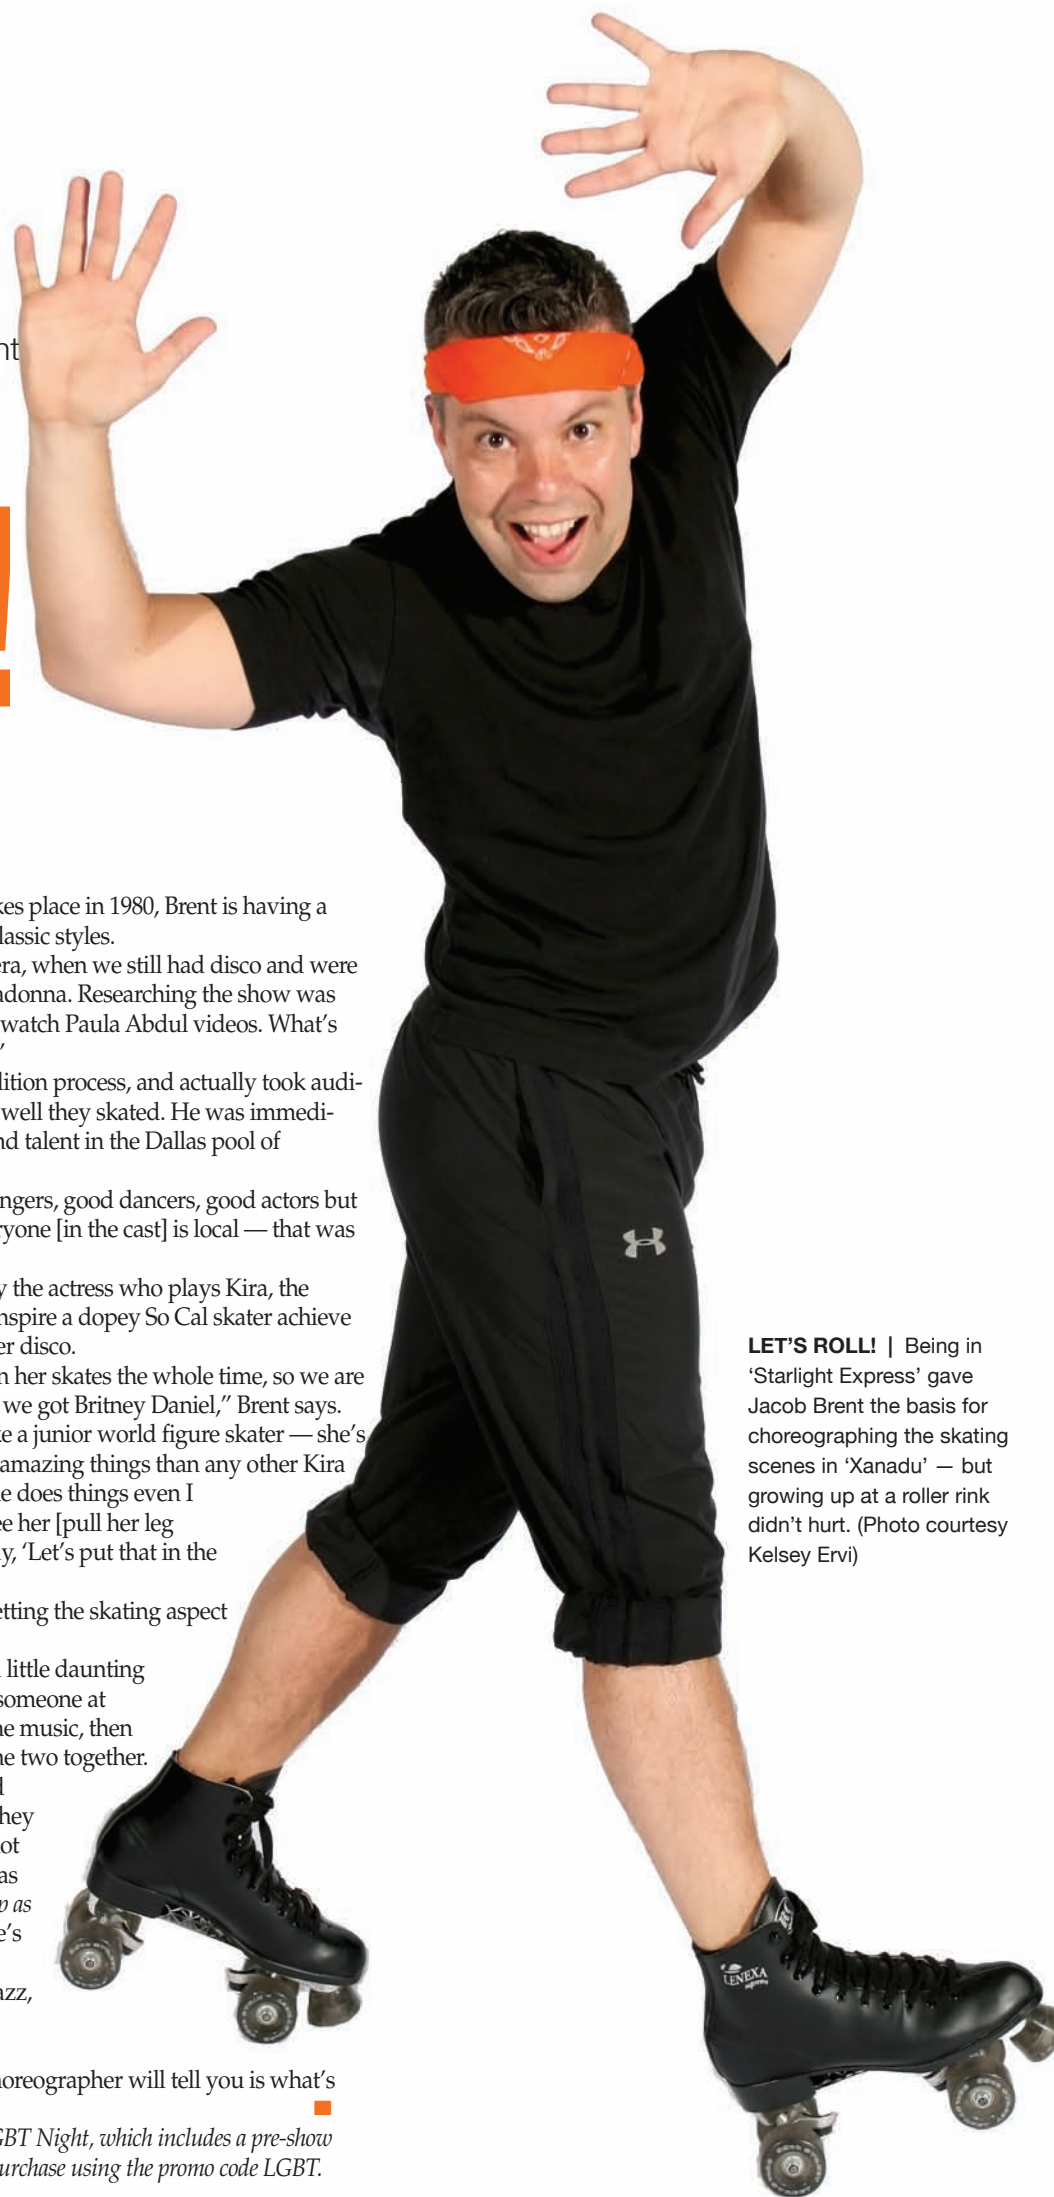 nt
!
kes place in 1980, Brent is having a
lassic styles.
era, when we still had disco and were
adonna. Researching the show was
watch Paula Abdul videos. What's
”
lition process, and actually took audi-
well they skated. He was immedi-
nd talent in the Dallas pool of
ngers, good dancers, good actors but
ryone [in the cast] is local — that was
y the actress who plays Kira, the
nspire a dopey So Cal skater achieve
er disco.
n her skates the whole time, so we are
we got Britney Daniel,” Brent says.
ke a junior world figure skater — she's
amazing things than any other Kira
e does things even I
ee her [pull her leg
y, ‘Let's put that in the
etting the skating aspect
little daunting
someone at
he music, then
he two together.
d
they
ot
as
p as
e's
azz,
horeographer will tell you is what's
GBT Night, which includes a pre-show
urchase using the promo code LGBT.
LET'S ROLL! | Being in
‘Starlight Express’ gave
Jacob Brent the basis for
choreographing the skating
scenes in ‘Xanadu’ — but
growing up at a roller rink
didn't hurt. (Photo courtesy
Kelsey Ervi)
LENEXA